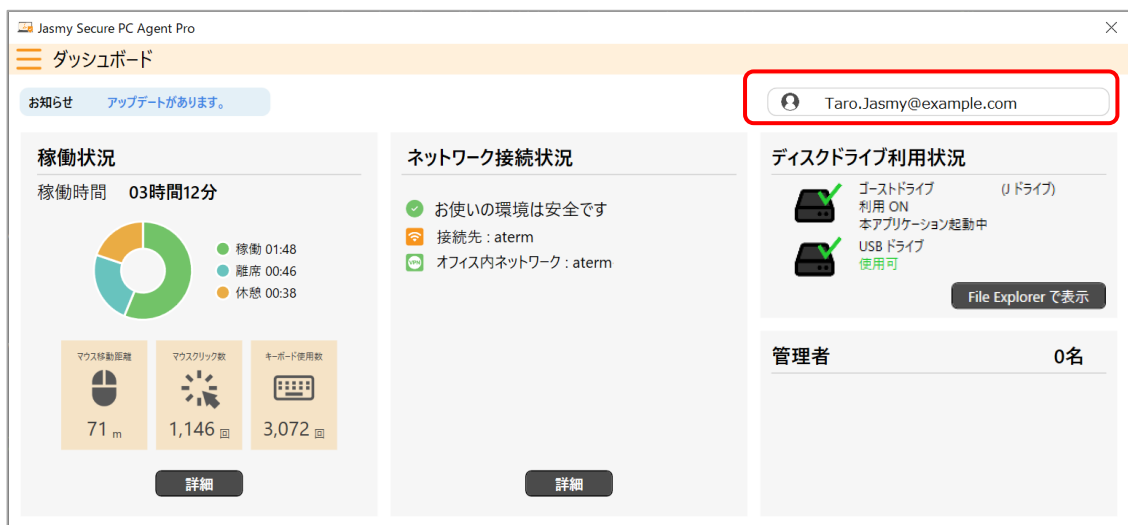 Jasmy Secure PC Agent Pro
ダッシュボード
お知らせ アップデートがあります。
Taro.Jasmy@example.com
稼働状況
稼働時間 03時間12分
稼働 01:48
離席 00:46
休憩 00:38
マウス移動距離
71 m
マウスクリック数
1,146 回
キーボード使用数
3,072 回
詳細
ネットワーク接続状況
お使いの環境は安全です
接続先 : aterm
VPN
オフィス内ネットワーク : aterm
詳細
ディスクドライブ利用状況
ゴーストドライブ (J ドライブ)
利用 ON
本アプリケーション起動中
USB ドライブ
使用可
File Explorer で表示
管理者 0名